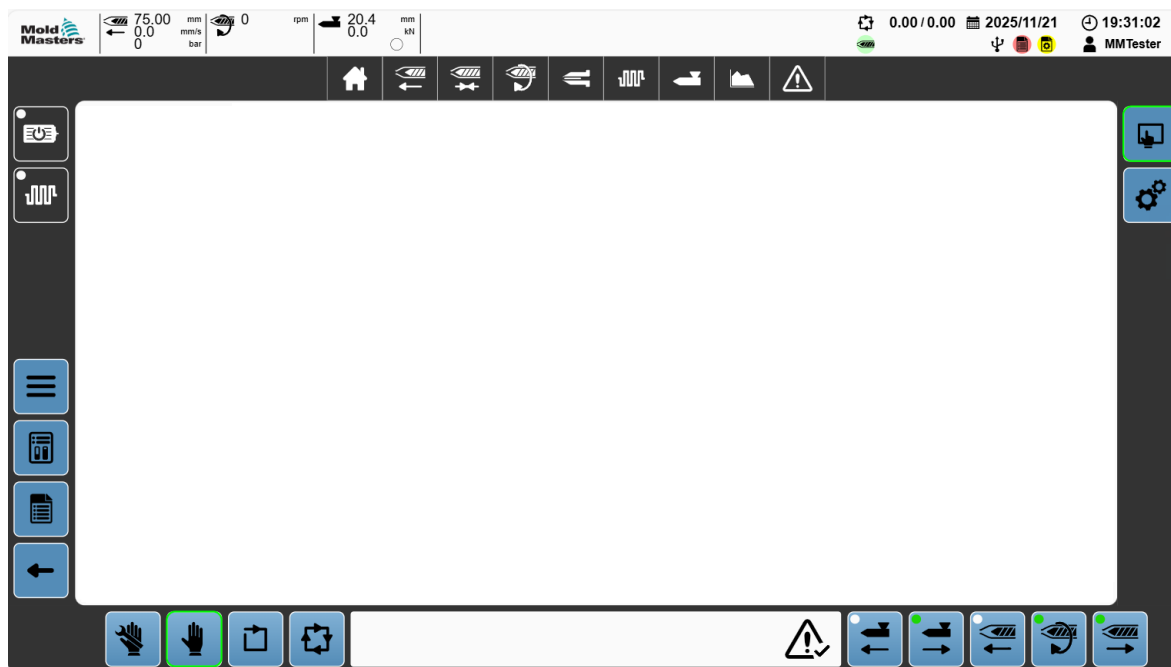 Mold
Masters
75.00 mm
0.0 mm/s
0 bar
0 rpm
20.4 mm
0.0 kN
0.00 / 0.00
2025/11/21
19:31:02
MMTester